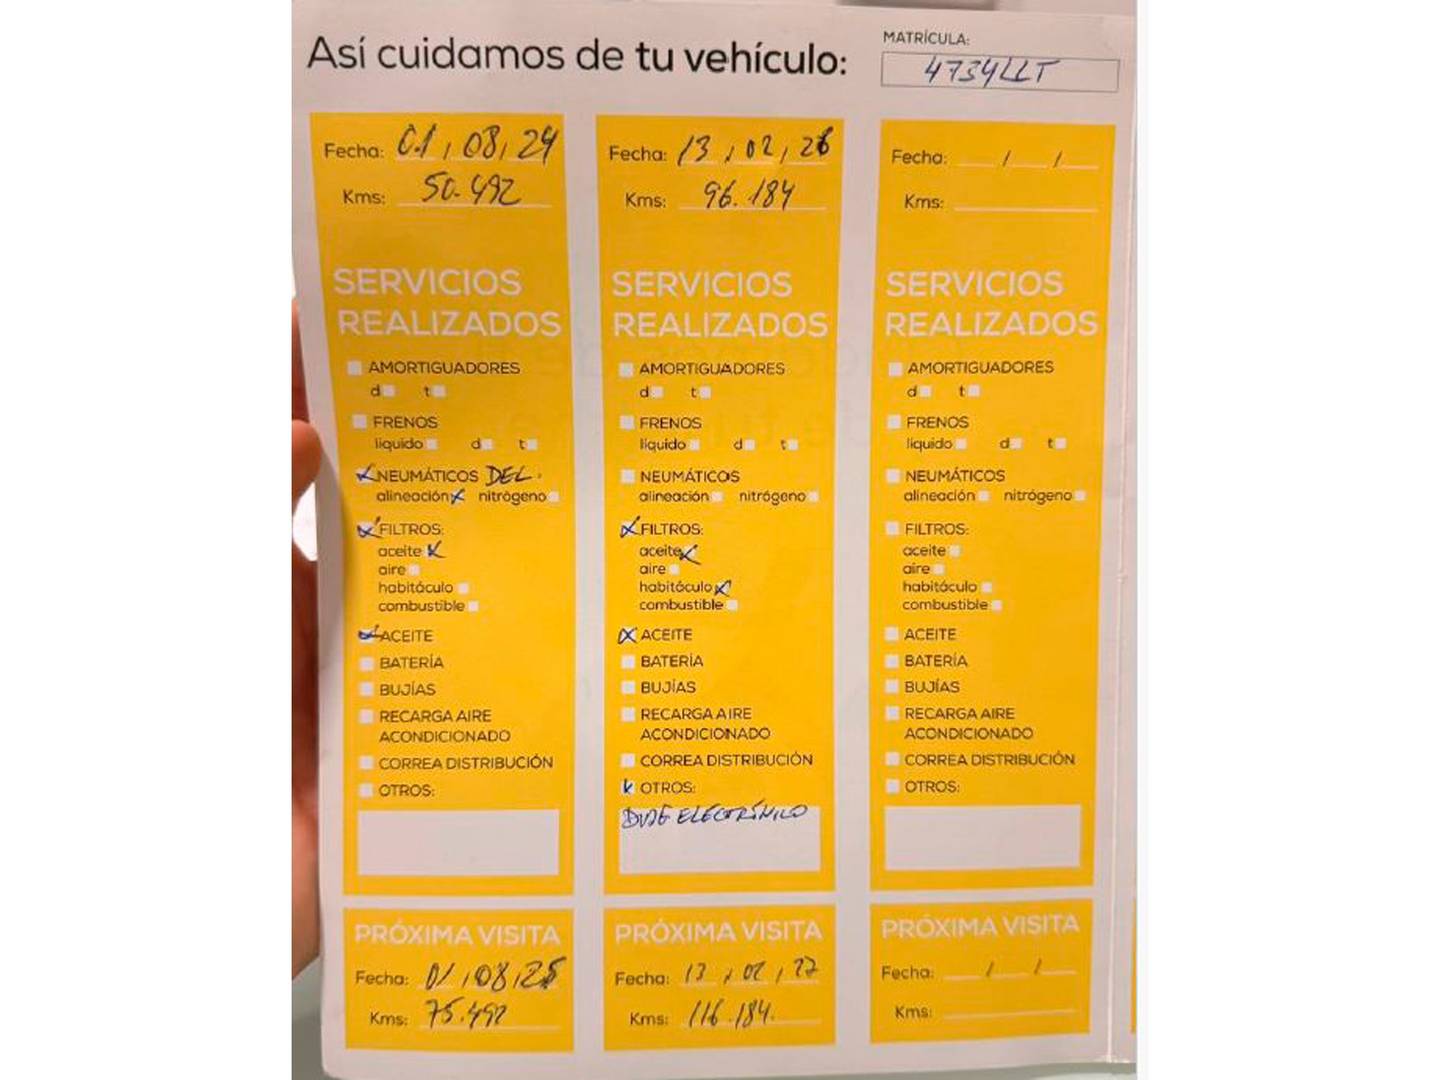 Así cuidamos de tu vehículo:
MATRÍCULA:
4734LLT
Fecha: 01 / 08 / 24
Kms: 50.492
SERVICIOS
REALIZADOS
AMORTIGUADORES
d t
FRENOS
líquido d t
NEUMÁTICOS DEL.
alineación nitrógeno
FILTROS:
aceite
aire
habitáculo
combustible
ACEITE
BATERÍA
BUJÍAS
RECARGA AIRE
ACONDICIONADO
CORREA DISTRIBUCIÓN
OTROS:
PRÓXIMA VISITA
Fecha: 01 / 08 / 25
Kms: 75.492
Fecha: 13 / 02 / 26
Kms: 96.184
SERVICIOS
REALIZADOS
AMORTIGUADORES
d t
FRENOS
líquido d t
NEUMÁTICOS
alineación nitrógeno
FILTROS:
aceite
aire
habitáculo
combustible
ACEITE
BATERÍA
BUJÍAS
RECARGA AIRE
ACONDICIONADO
CORREA DISTRIBUCIÓN
OTROS:
ELECTRÓNICO
PRÓXIMA VISITA
Fecha: 13 / 02 / 27
Kms: 116.184.
Fecha: / /
Kms:
SERVICIOS
REALIZADOS
AMORTIGUADORES
d t
FRENOS
líquido d t
NEUMÁTICOS
alineación nitrógeno
FILTROS:
aceite
aire
habitáculo
combustible
ACEITE
BATERÍA
BUJÍAS
RECARGA AIRE
ACONDICIONADO
CORREA DISTRIBUCIÓN
OTROS:
PRÓXIMA VISITA
Fecha: / /
Kms: